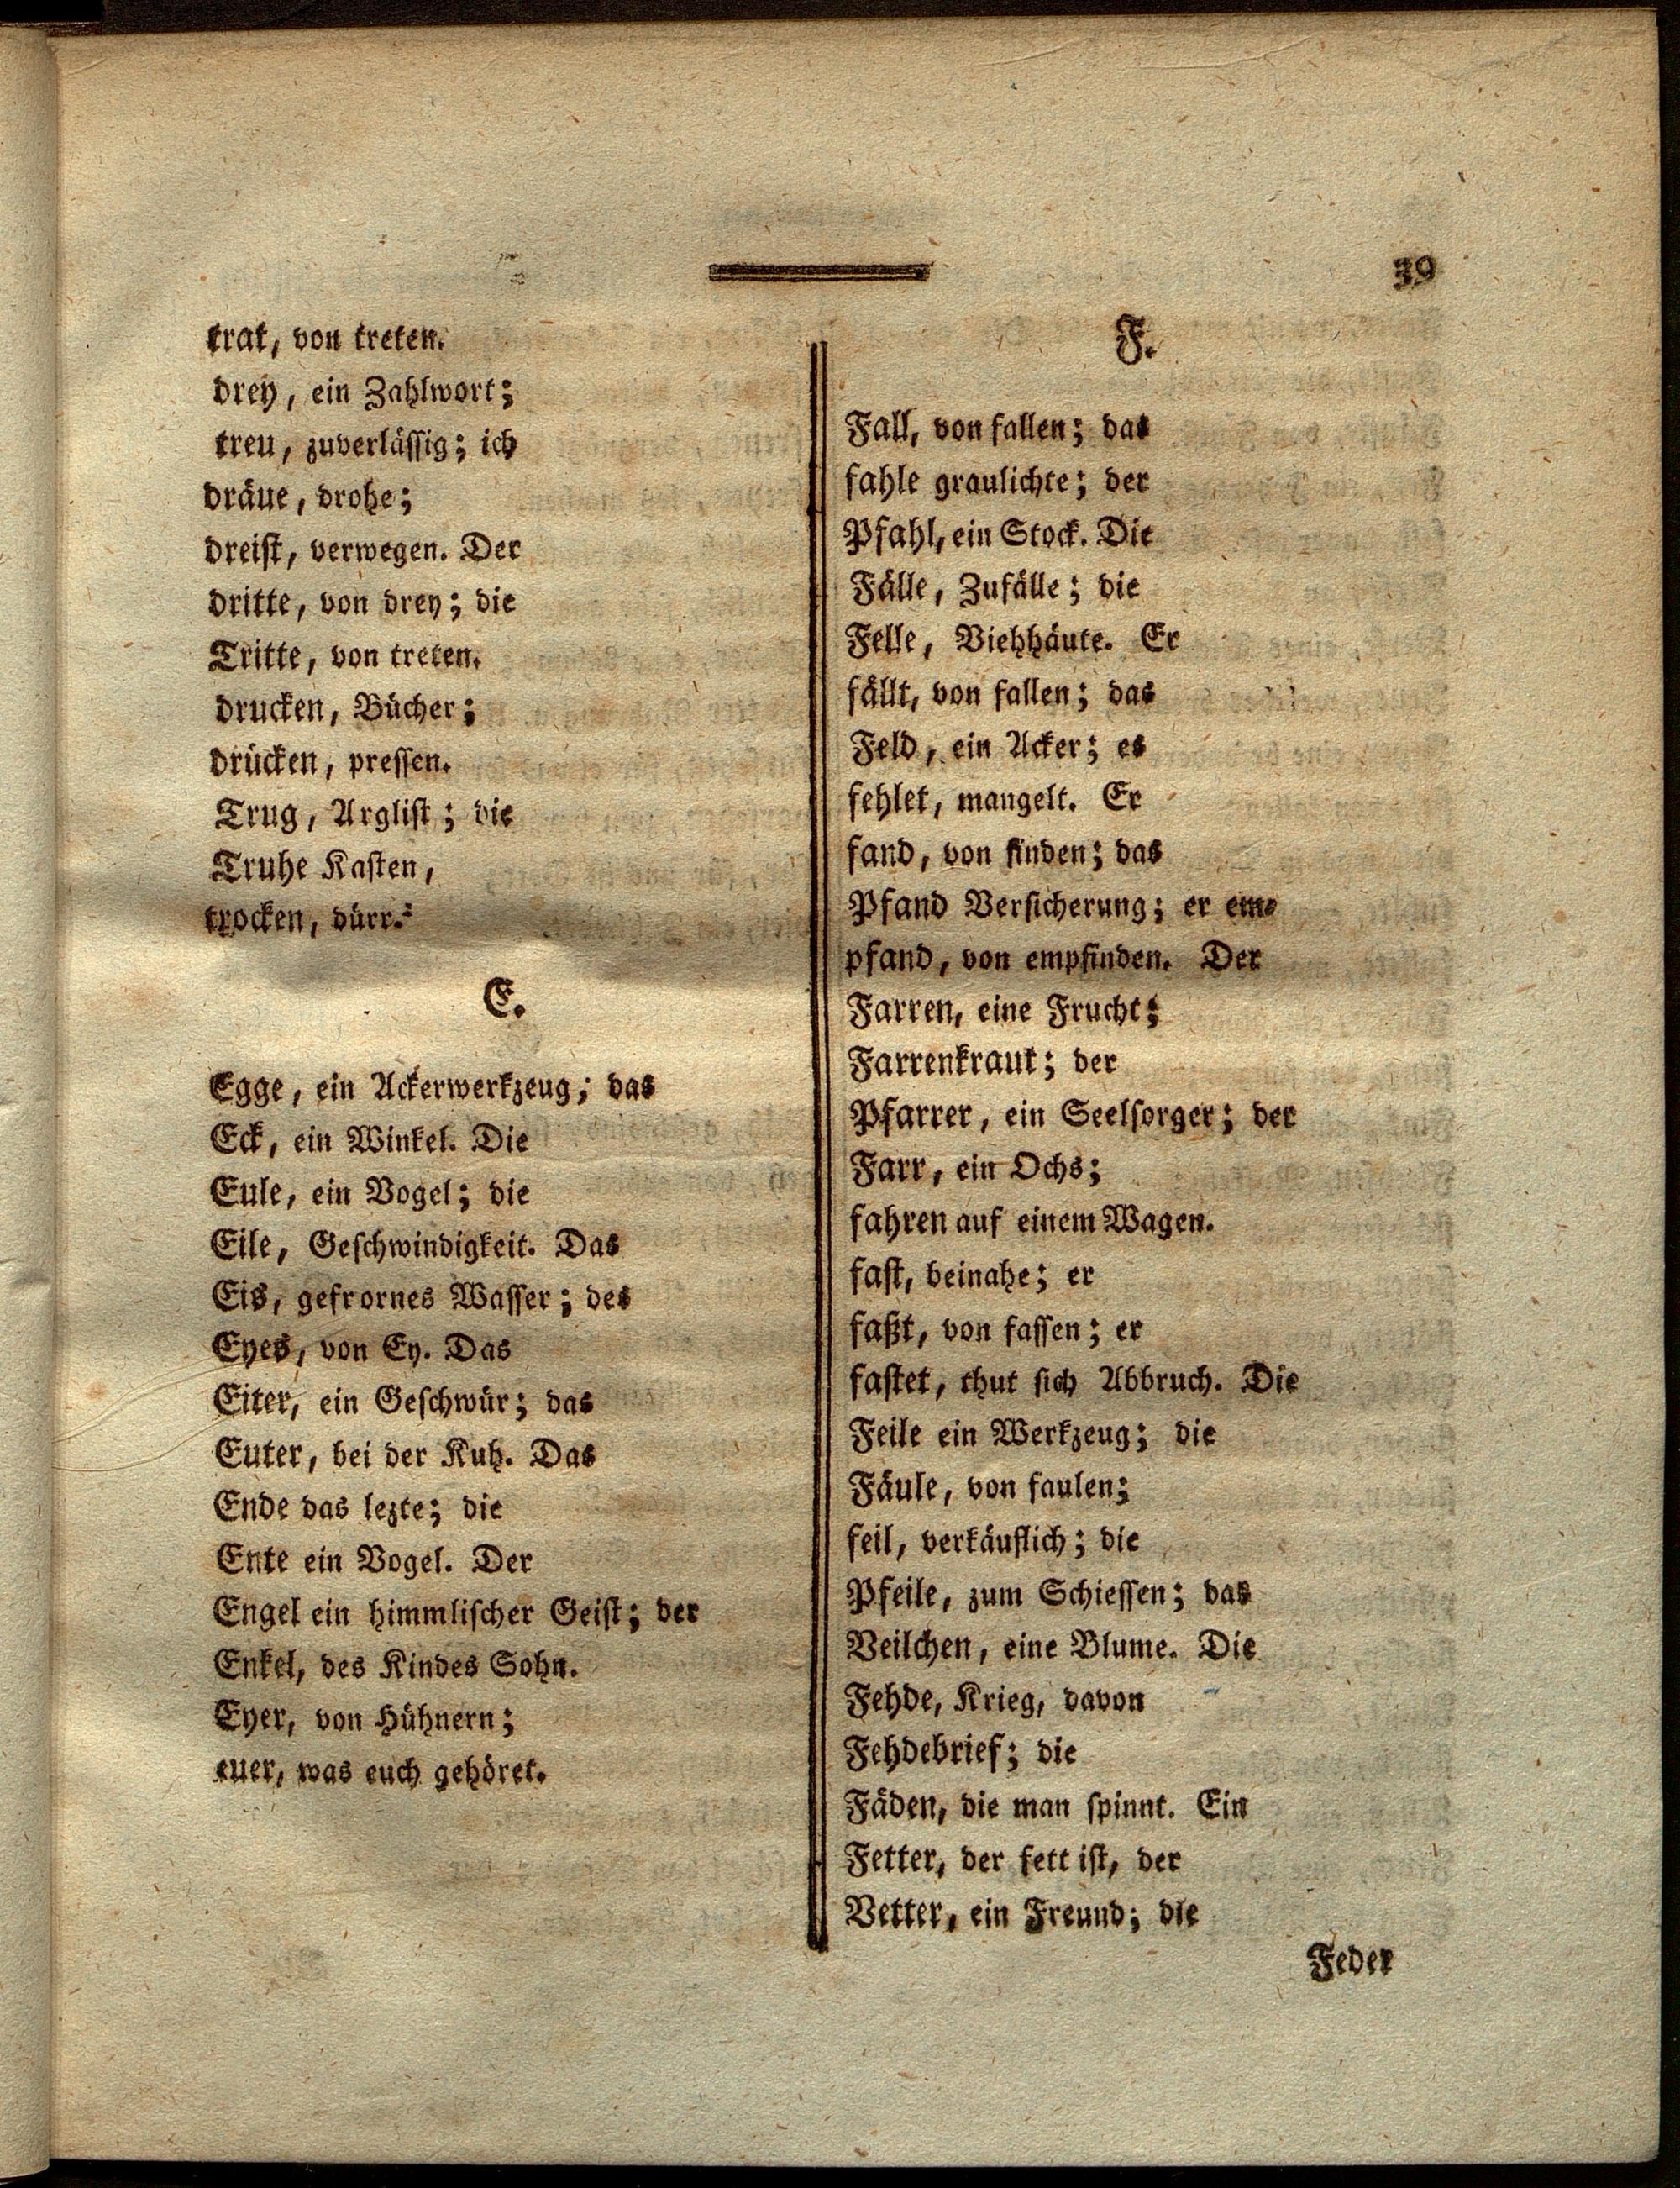 39
trat, von treten.
drey, ein Zahlwort;
treu, zuverlässig; ich
dräue, drohe;
dreist, verwegen. Der
dritte, von drey; die
Tritte, von treten.
drucken, Bücher;
drücken, pressen.
Trug, Arglist; die
Truhe Kasten,
trocken, dürr.
E.
Egge, ein Ackerwerkzeug; das
Eck, ein Winkel. Die
Eule, ein Vogel; die
Eile, Geschwindigkeit. Das
Eis, gefrornes Wasser; des
Eyes, von Ey. Das
Eiter, ein Geschwür; das
Euter, bei der Kuh. Das
Ende das lezte; die
Ente ein Vogel. Der
Engel ein himmlischer Geist; der
Enkel, des Kindes Sohn.
Eyer, von Hühnern;
euer, was euch gehöret.
F.
Fall, von fallen; das
fahle graulichte; der
Pfahl, ein Stock. Die
Fälle, Zufälle; die
Felle, Viehhäute. Er
fällt, von fallen; das
Feld, ein Acker; es
fehlet, mangelt. Er
fand, von finden; das
Pfand Versicherung; er em-
pfand, von empfinden. Der
Farren, eine Frucht;
Farrenkraut; der
Pfarrer, ein Seelsorger; der
Farr, ein Ochs;
fahren auf einem Wagen.
fast, beinahe; er
faßt, von fassen; er
fastet, thut sich Abbruch. Die
Feile ein Werkzeug; die
Fäule, von faulen;
feil, verkäuflich; die
Pfeile, zum Schiessen; das
Veilchen, eine Blume. Die
Fehde, Krieg, davon
Fehdebrief; die
Fäden, die man spinnt. Ein
Fetter, der fett ist, der
Vetter, ein Freund; die
Feder